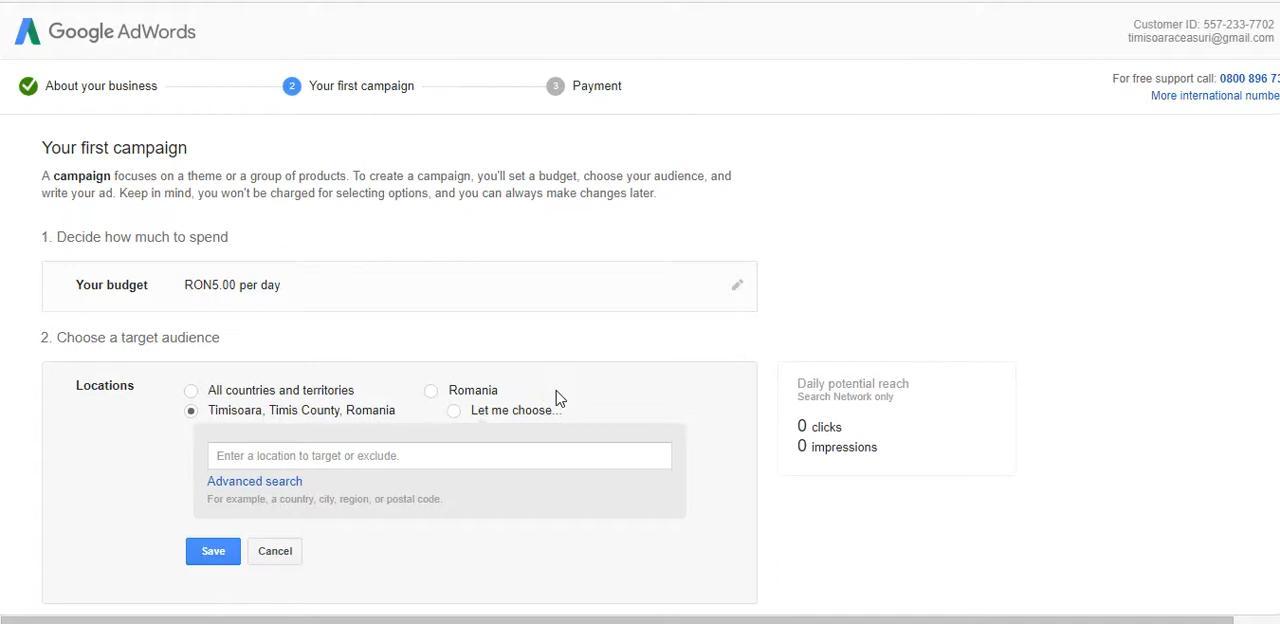 Google AdWords
Customer ID: 557-233-7702
timisoaraceasuri@gmail.com
About your business
2 Your first campaign
3 Payment
For free support call: 0800 896 73
More international numbe
Your first campaign
A campaign focuses on a theme or a group of products. To create a campaign, you'll set a budget, choose your audience, and
write your ad. Keep in mind, you won't be charged for selecting options, and you can always make changes later.
1. Decide how much to spend
Your budget RON5.00 per day
2. Choose a target audience
Locations
All countries and territories
Romania
Timisoara, Timis County, Romania
Let me choose...
Enter a location to target or exclude.
Advanced search
For example, a country, city, region, or postal code.
Save Cancel
Daily potential reach
Search Network only
0 clicks
0 impressions